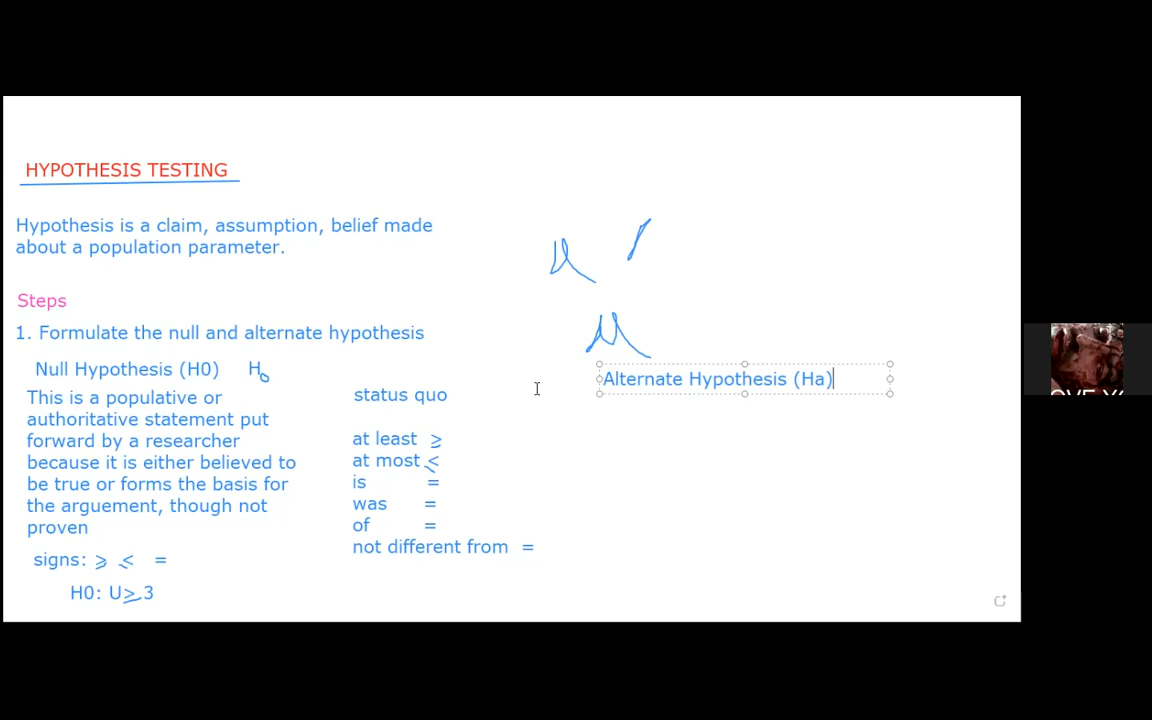 HYPOTHESIS TESTING
Hypothesis is a claim, assumption, belief made
about a population parameter.
Steps
1. Formulate the null and alternate hypothesis
Null Hypothesis (H0) H₀
This is a populative or
authoritative statement put
forward by a researcher
because it is either believed to
be true or forms the basis for
the arguement, though not
proven
signs: ≥ ≤ =
H0: U≥ 3
status quo
at least ≥
at most ≤
is =
was =
of =
not different from =
Alternate Hypothesis (Ha)